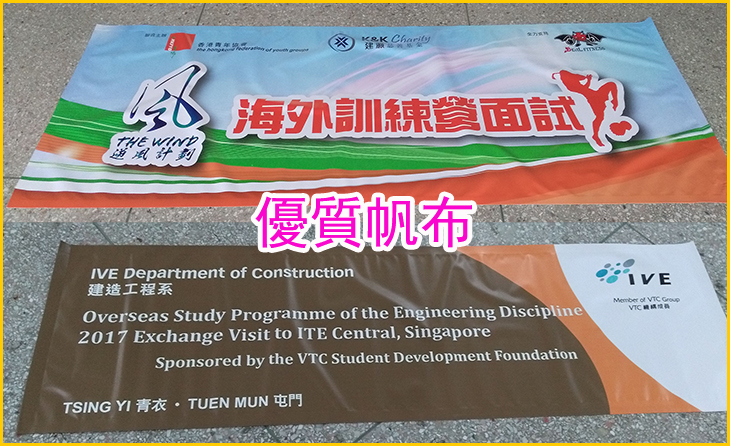 香港青年協會
the hongkong federation of youth groups
K&K Charity
風
THE WIND
追風計劃
海外訓練營面試
優質帆布
IVE Department of Construction
建造工程系
IVE
Member of VTC Group
VTC 機構成員
Overseas Study Programme of the Engineering Discipline
2017 Exchange Visit to ITE Central, Singapore
Sponsored by the VTC Student Development Foundation
TSING YI 青衣 · TUEN MUN 屯門